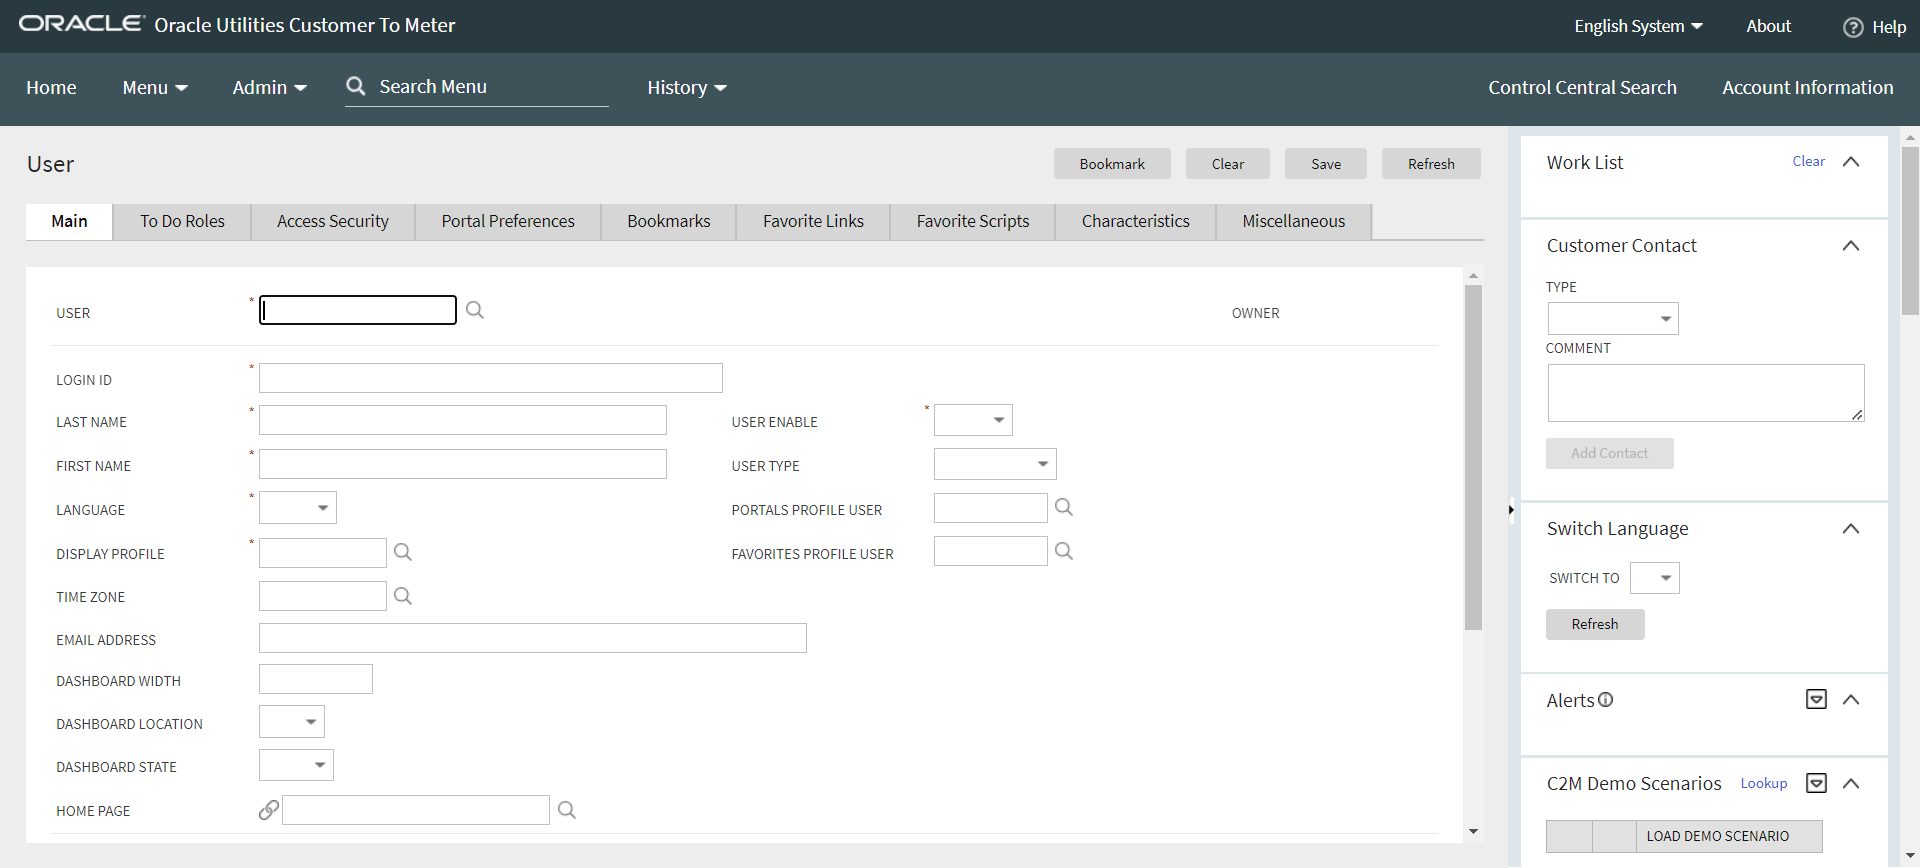 ORACLE Oracle Utilities Customer To Meter
English System About Help
Home Menu Admin Search Menu History Control Central Search Account Information
User
Bookmark Clear Save Refresh
Main To Do Roles Access Security Portal Preferences Bookmarks Favorite Links Favorite Scripts Characteristics Miscellaneous
USER * OWNER
LOGIN ID *
LAST NAME * USER ENABLE *
FIRST NAME * USER TYPE
LANGUAGE * PORTALS PROFILE USER
DISPLAY PROFILE * FAVORITES PROFILE USER
TIME ZONE
EMAIL ADDRESS
DASHBOARD WIDTH
DASHBOARD LOCATION
DASHBOARD STATE
HOME PAGE
Work List Clear
Customer Contact
TYPE
COMMENT
Add Contact
Switch Language
SWITCH TO
Refresh
Alerts
C2M Demo Scenarios Lookup
LOAD DEMO SCENARIO